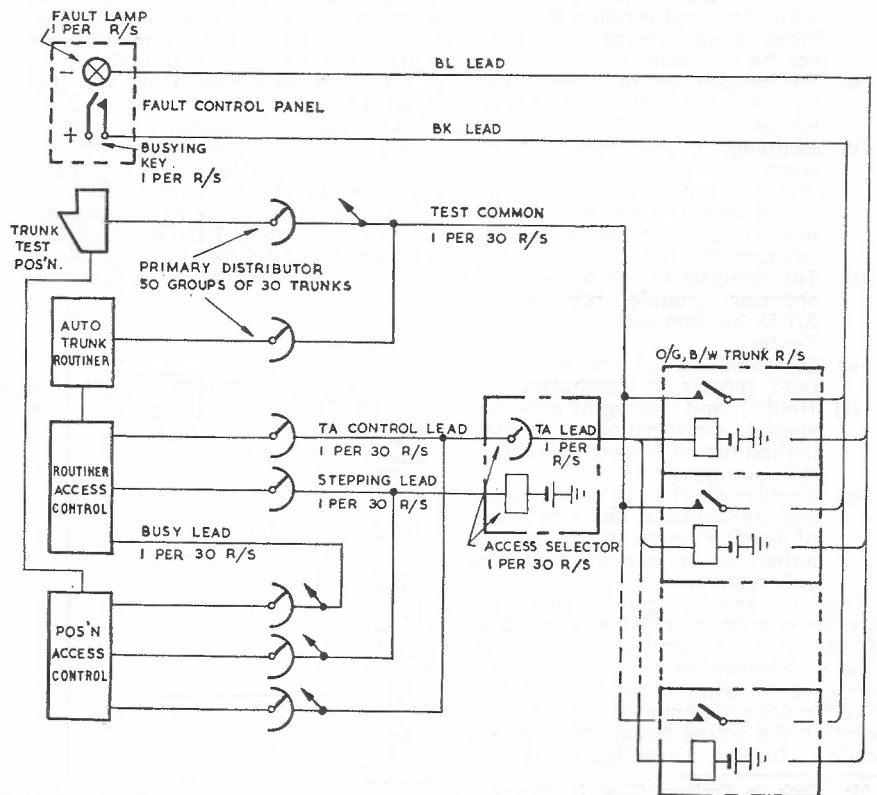 FAULT LAMP
1 PER R/S
BL LEAD
FAULT CONTROL PANEL
BK LEAD
BUSYING
KEY.
1 PER R/S
TRUNK
TEST
POS'N.
TEST COMMON
1 PER 30 R/S
PRIMARY DISTRIBUTOR
50 GROUPS OF 30 TRUNKS
AUTO
TRUNK
ROUTINER
O/G, B/W TRUNK R/S
TA CONTROL LEAD
1 PER 30 R/S
TA LEAD
1 PER
R/S
ROUTINER
ACCESS
CONTROL
STEPPING LEAD
1 PER 30 R/S
BUSY LEAD
1 PER 30 R/S
ACCESS SELECTOR
1 PER 30 R/S
POS'N
ACCESS
CONTROL